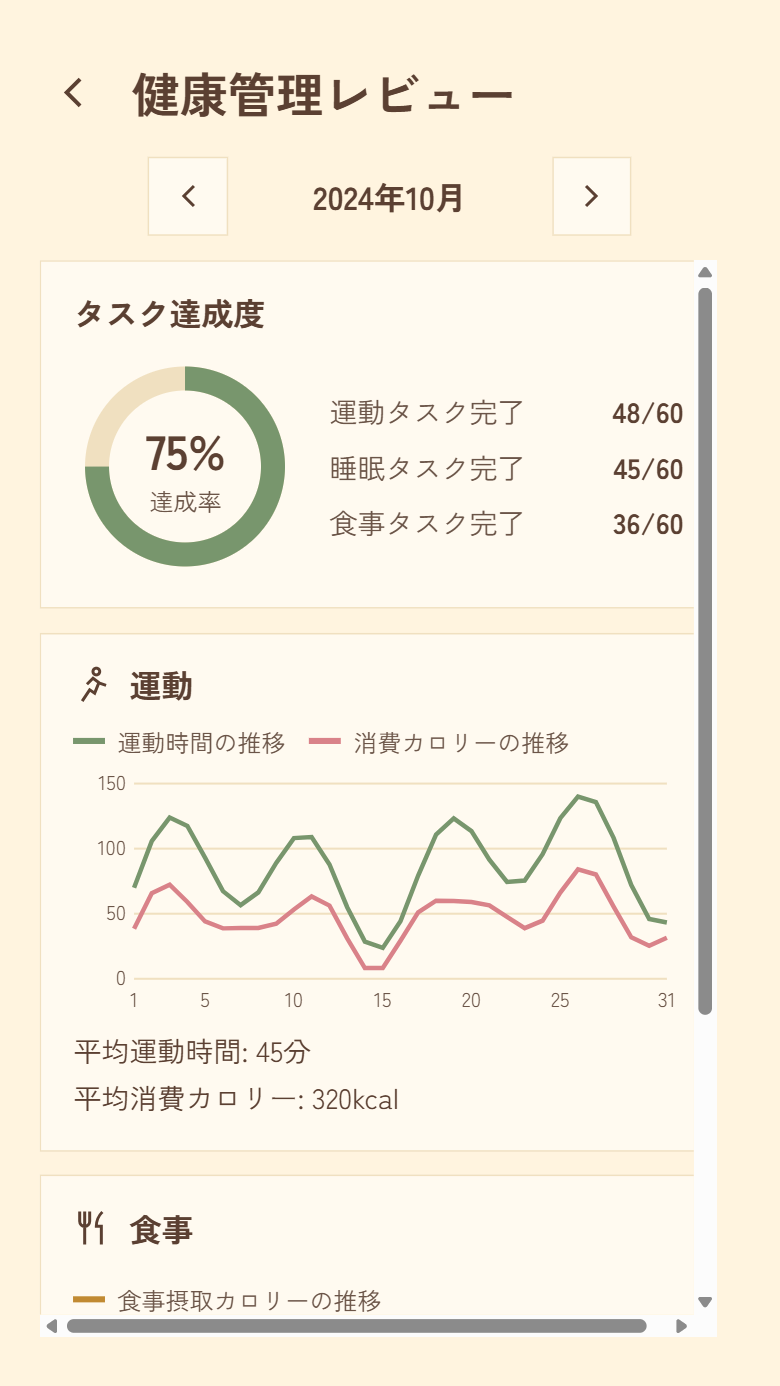 健康管理レビュー
2024年10月
タスク達成度
75%
達成率
運動タスク完了 48/60
睡眠タスク完了 45/60
食事タスク完了 36/60
運動
運動時間の推移 消費カロリーの推移
150
100
50
0
1 5 10 15 20 25 31
平均運動時間: 45分
平均消費カロリー: 320kcal
食事
食事摂取カロリーの推移